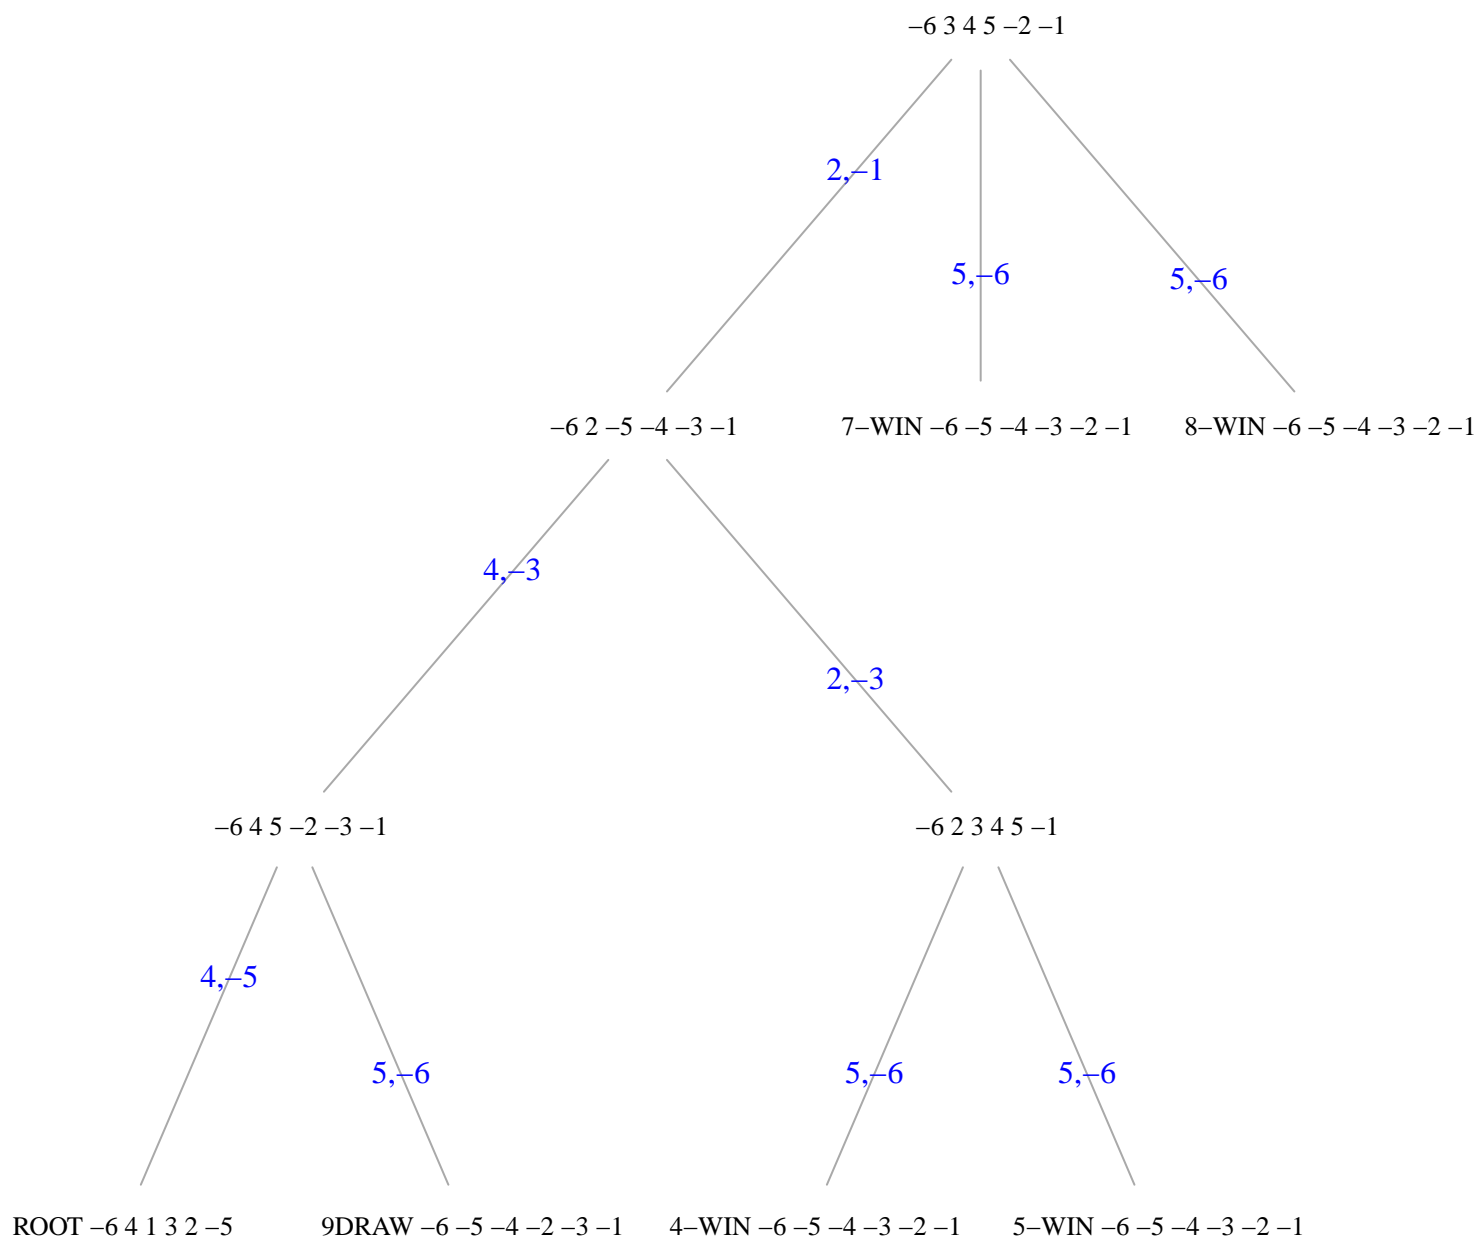 –6 3 4 5 –2 –1
2,–1
5,–6
5,–6
–6 2 –5 –4 –3 –1
7–WIN –6 –5 –4 –3 –2 –1
8–WIN –6 –5 –4 –3 –2 –1
4,–3
2,–3
–6 4 5 –2 –3 –1
–6 2 3 4 5 –1
4,–5
5,–6
5,–6
5,–6
ROOT –6 4 1 3 2 –5
9DRAW –6 –5 –4 –2 –3 –1
4–WIN –6 –5 –4 –3 –2 –1
5–WIN –6 –5 –4 –3 –2 –1